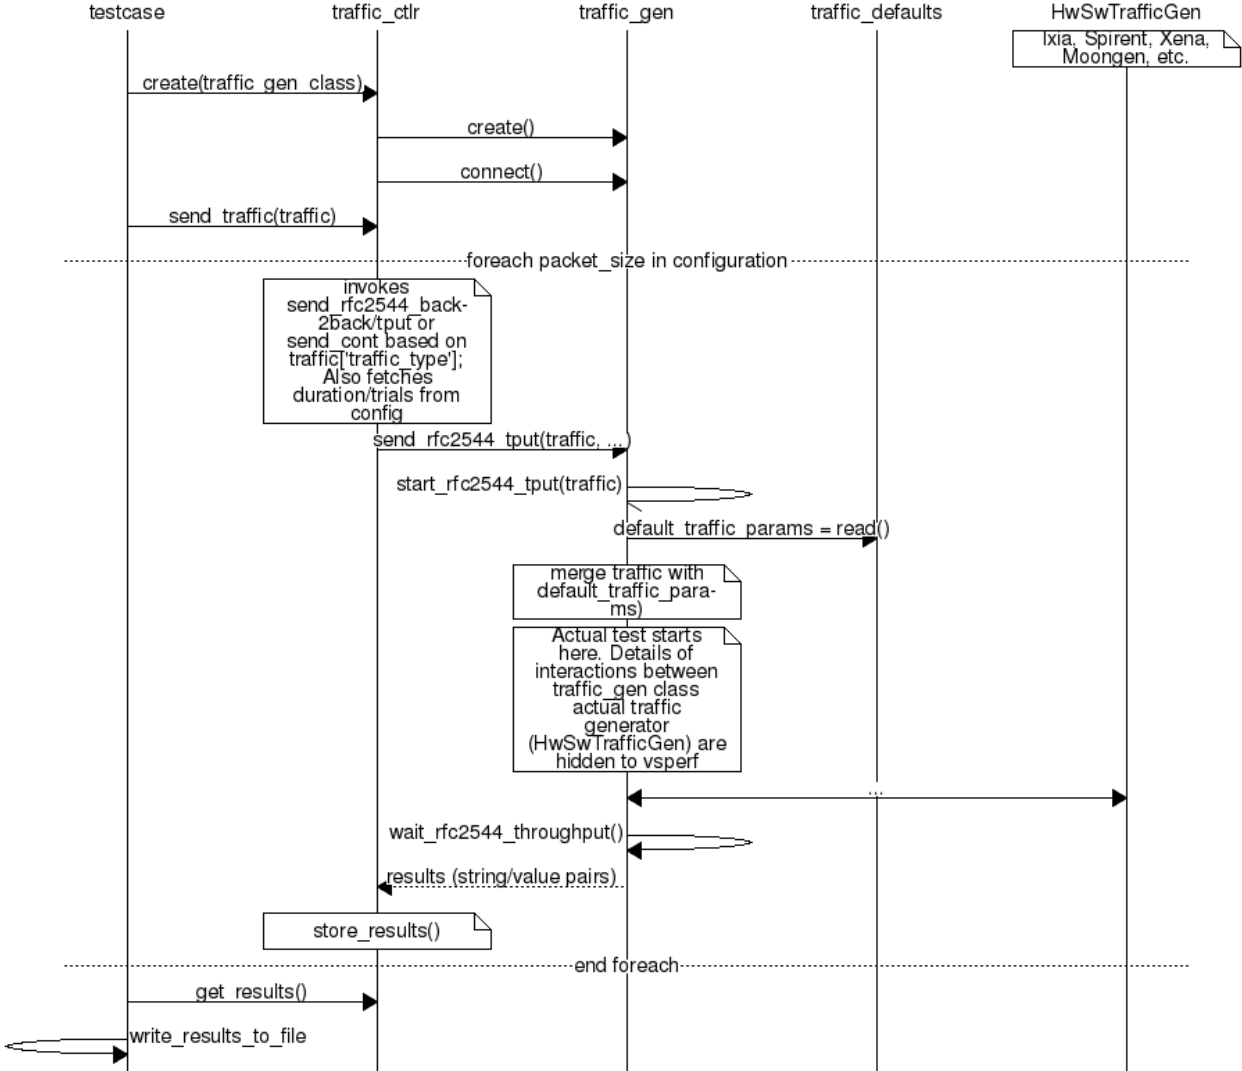 testcase
traffic_ctlr
traffic_gen
traffic_defaults
HwSwTrafficGen
Ixia, Spirent, Xena,
Moongen, etc.
create(traffic_gen_class)
create()
connect()
send_traffic(traffic)
foreach packet_size in configuration
invokes
send_rfc2544_back-
2back/tput or
send_cont based on
traffic['traffic_type'];
Also fetches
duration/trials from
config
send_rfc2544_tput(traffic, ...)
start_rfc2544_tput(traffic)
default_traffic_params = read()
merge traffic with
default_traffic_para-
ms)
Actual test starts
here. Details of
interactions between
traffic_gen class
actual traffic
generator
(HwSwTrafficGen) are
hidden to vsperf
...
wait_rfc2544_throughput()
results (string/value pairs)
store_results()
end foreach
get_results()
write_results_to_file